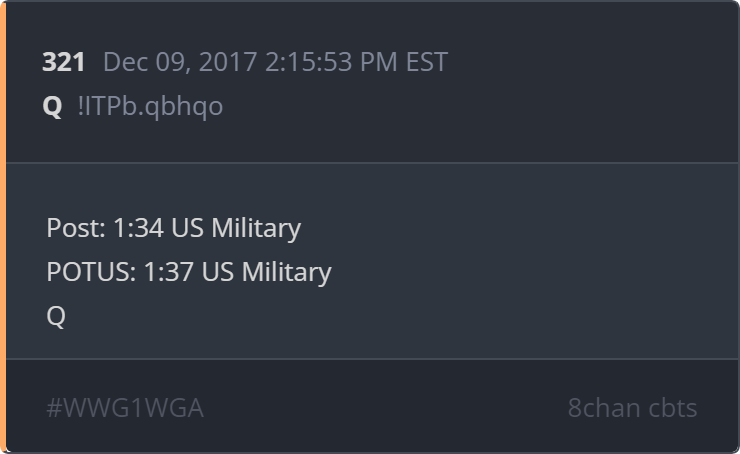 321 Dec 09, 2017 2:15:53 PM EST
Q !ITPb.qbhqo
Post: 1:34 US Military
POTUS: 1:37 US Military
Q
#WWG1WGA 8chan cbts